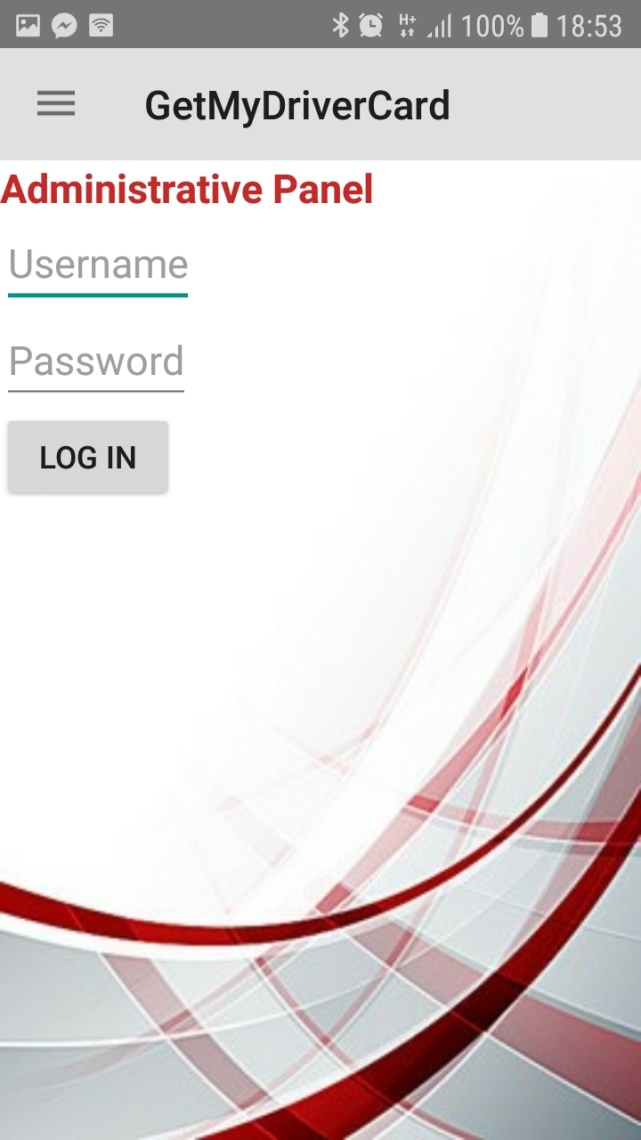 H+ 100% 18:53
GetMyDriverCard
Administrative Panel
Username
Password
LOG IN